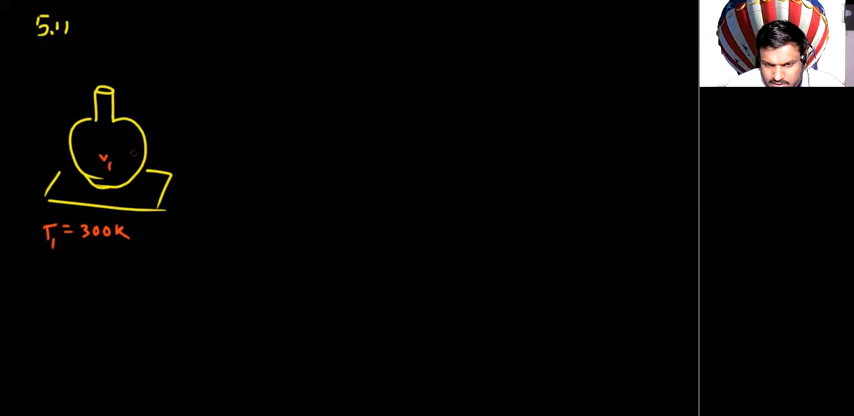 5.11
V₁
T₁ = 300K